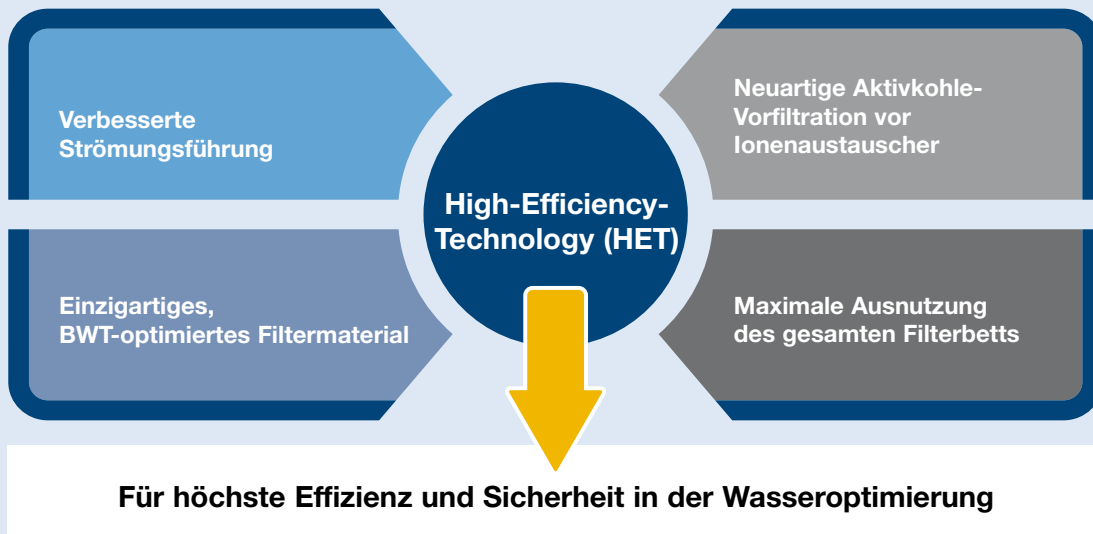 Verbesserte
Strömungsführung
Neuartige Aktivkohle-
Vorfiltration vor
Ionenaustauscher
High-Efficiency-
Technology (HET)
Einzigartiges,
BWT-optimiertes Filtermaterial
Maximale Ausnutzung
des gesamten Filterbetts
Für höchste Effizienz und Sicherheit in der Wasseroptimierung